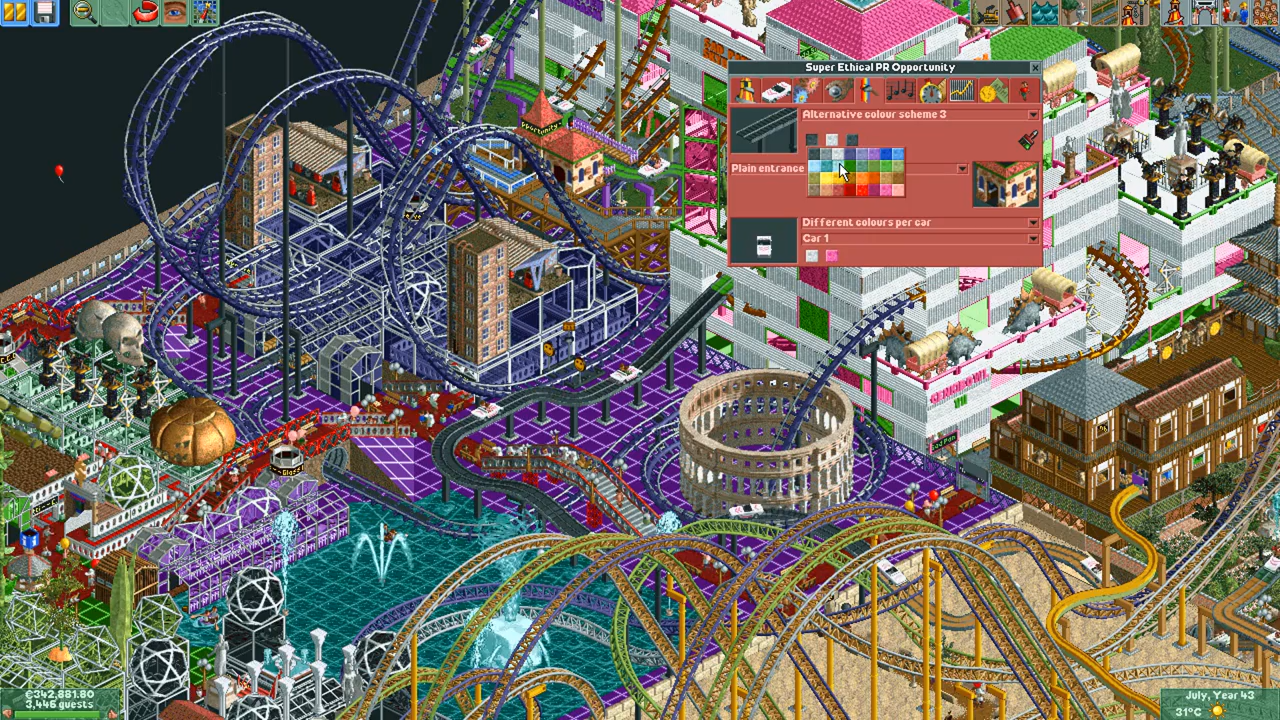 Super Ethical PR Opportunity
Alternative colour scheme 3
Plain entrance
Different colours per car
Car 1
€342,881.80
3,446 guests
July, Year 43
31°C